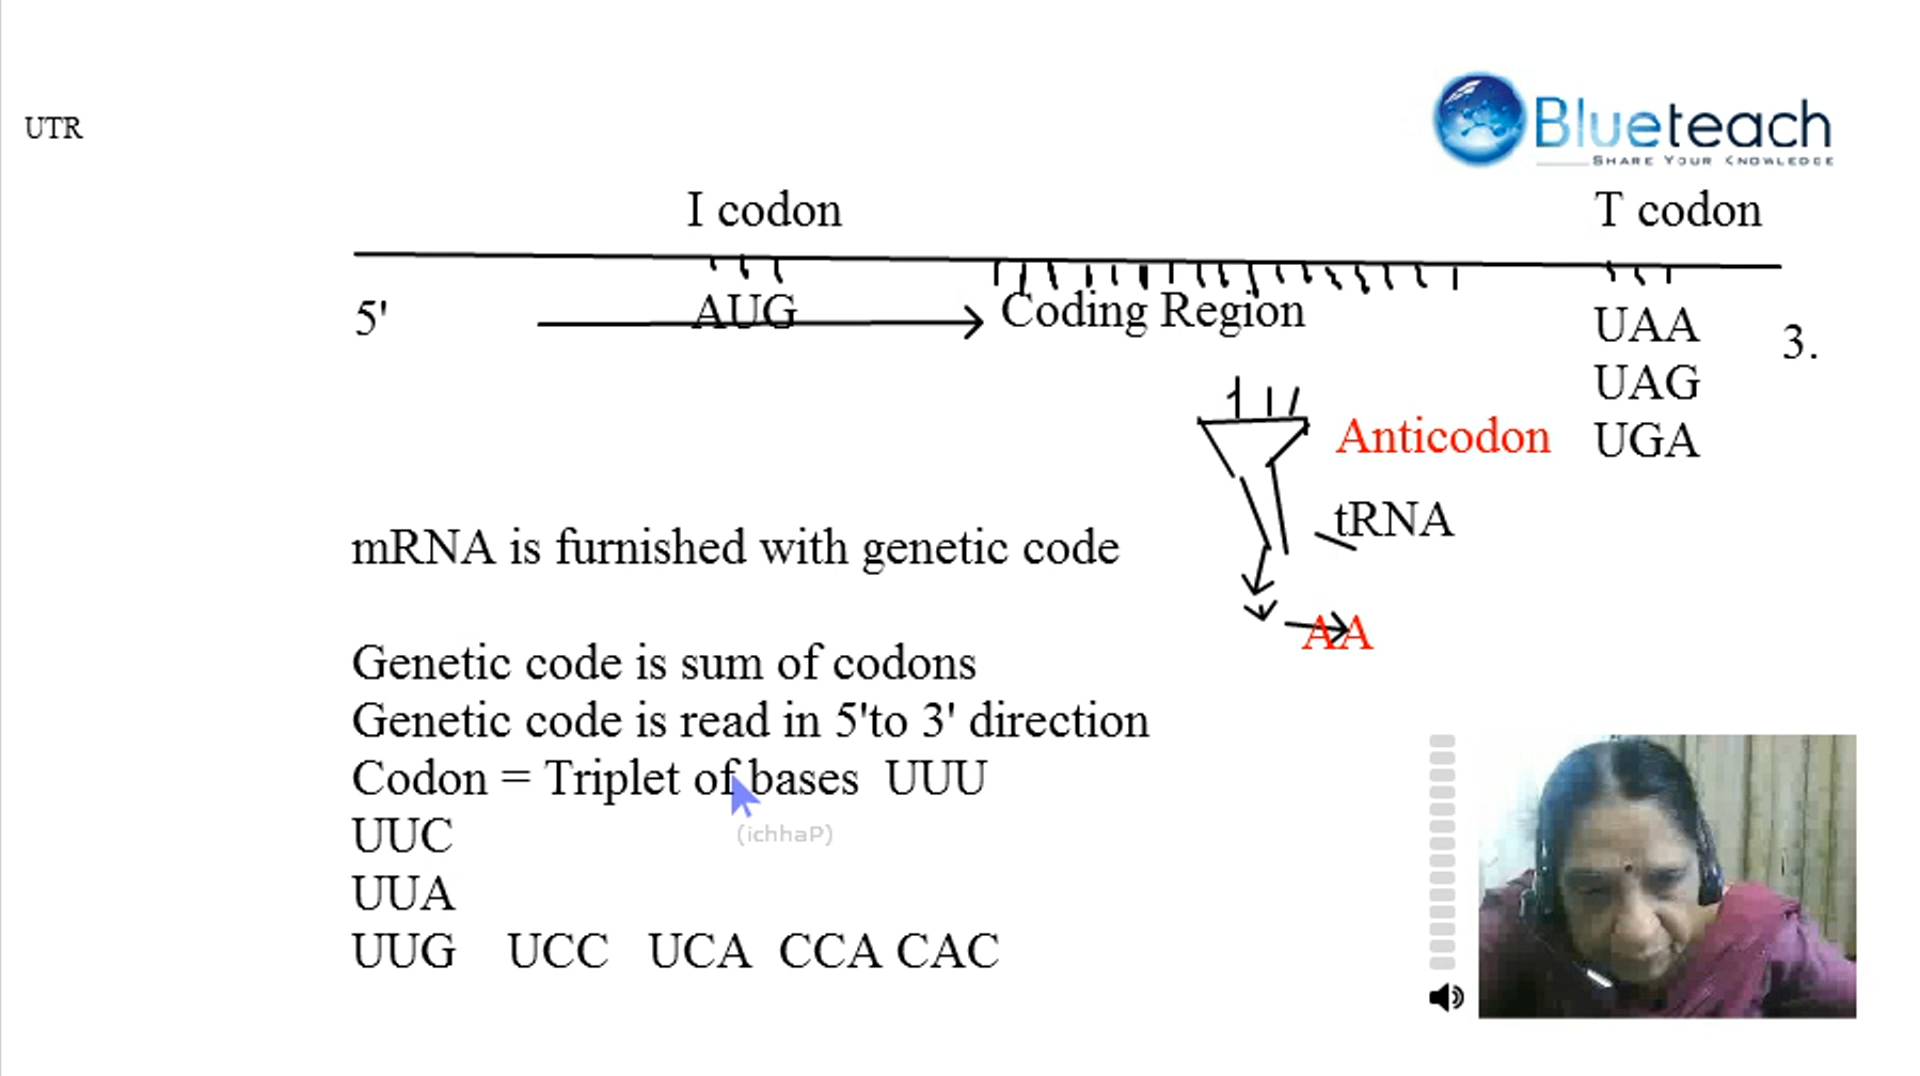 UTR
Blueteach
SHARE YOUR KNOWLEDGE
I codon
T codon
5'
AUG
Coding Region
UAA
3.
UAG
Anticodon
UGA
tRNA
mRNA is furnished with genetic code
AA
Genetic code is sum of codons
Genetic code is read in 5'to 3' direction
Codon = Triplet of bases UUU
(ichhaP)
UUC
UUA
UUG UCC UCA CCA CAC